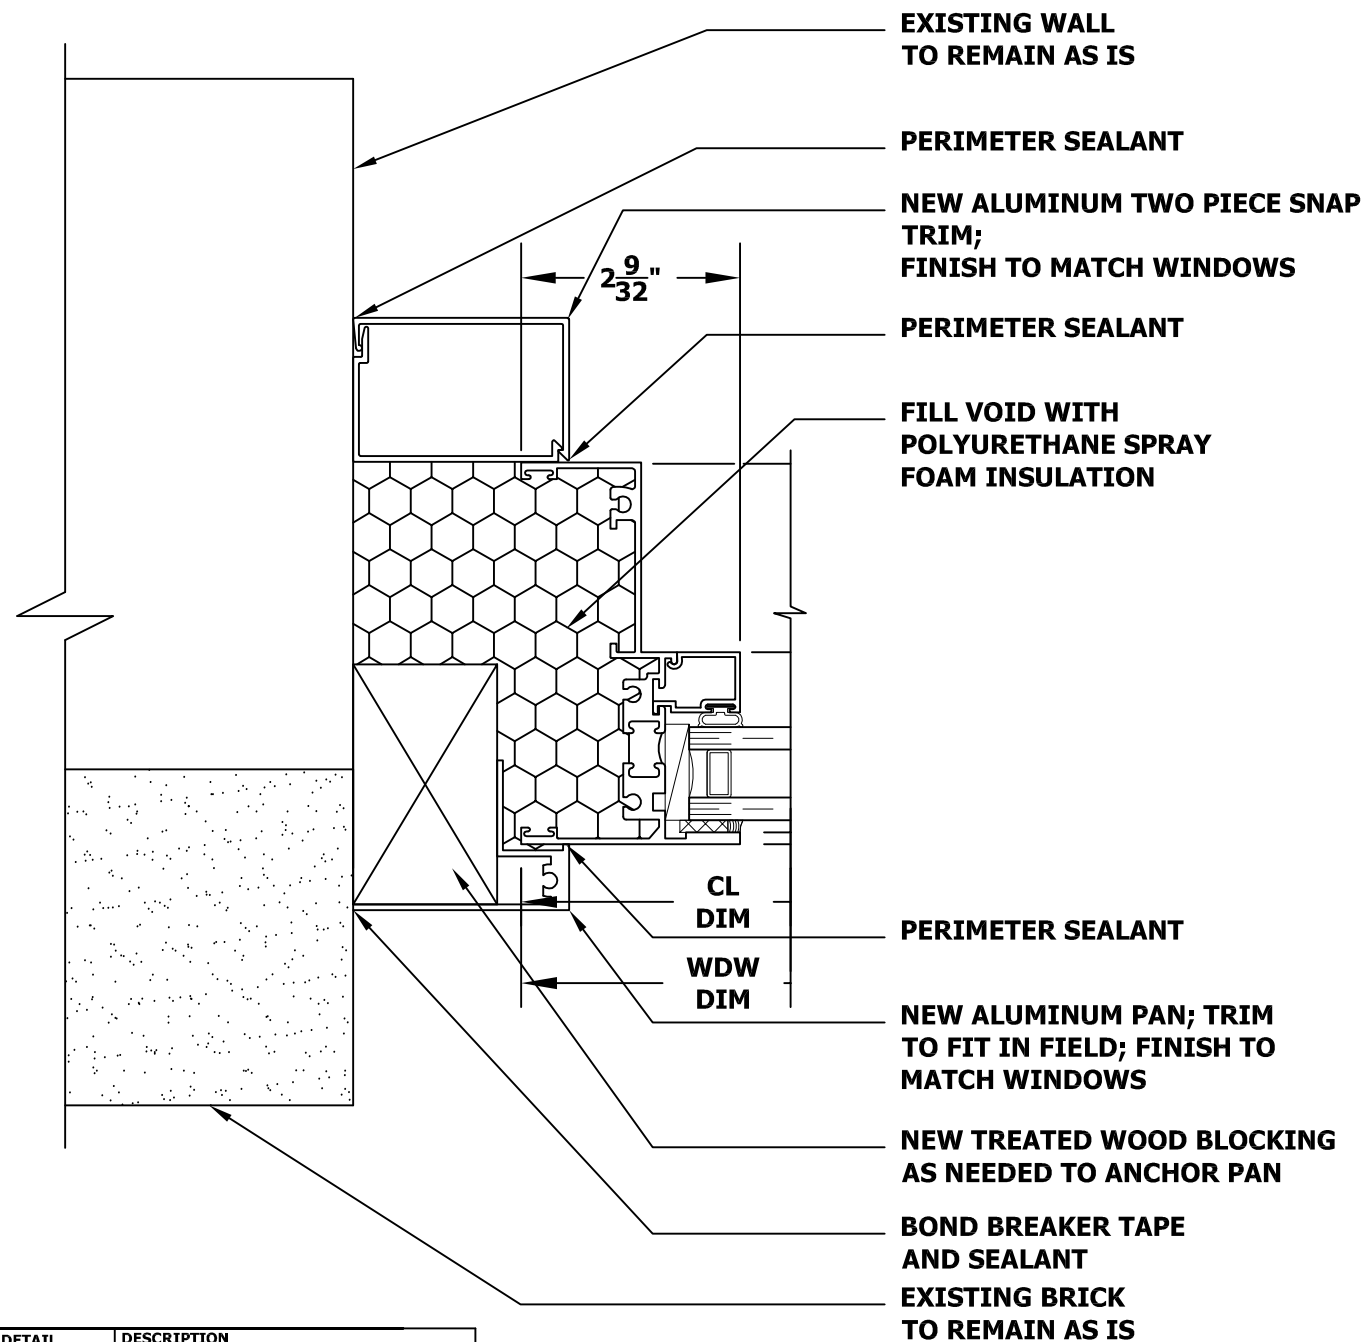 EXISTING WALL
TO REMAIN AS IS
PERIMETER SEALANT
NEW ALUMINUM TWO PIECE SNAP
TRIM;
FINISH TO MATCH WINDOWS
2 9/32"
PERIMETER SEALANT
FILL VOID WITH
POLYURETHANE SPRAY
FOAM INSULATION
CL
DIM
PERIMETER SEALANT
WDW
DIM
NEW ALUMINUM PAN; TRIM
TO FIT IN FIELD; FINISH TO
MATCH WINDOWS
NEW TREATED WOOD BLOCKING
AS NEEDED TO ANCHOR PAN
BOND BREAKER TAPE
AND SEALANT
EXISTING BRICK
TO REMAIN AS IS
DETAIL DESCRIPTION